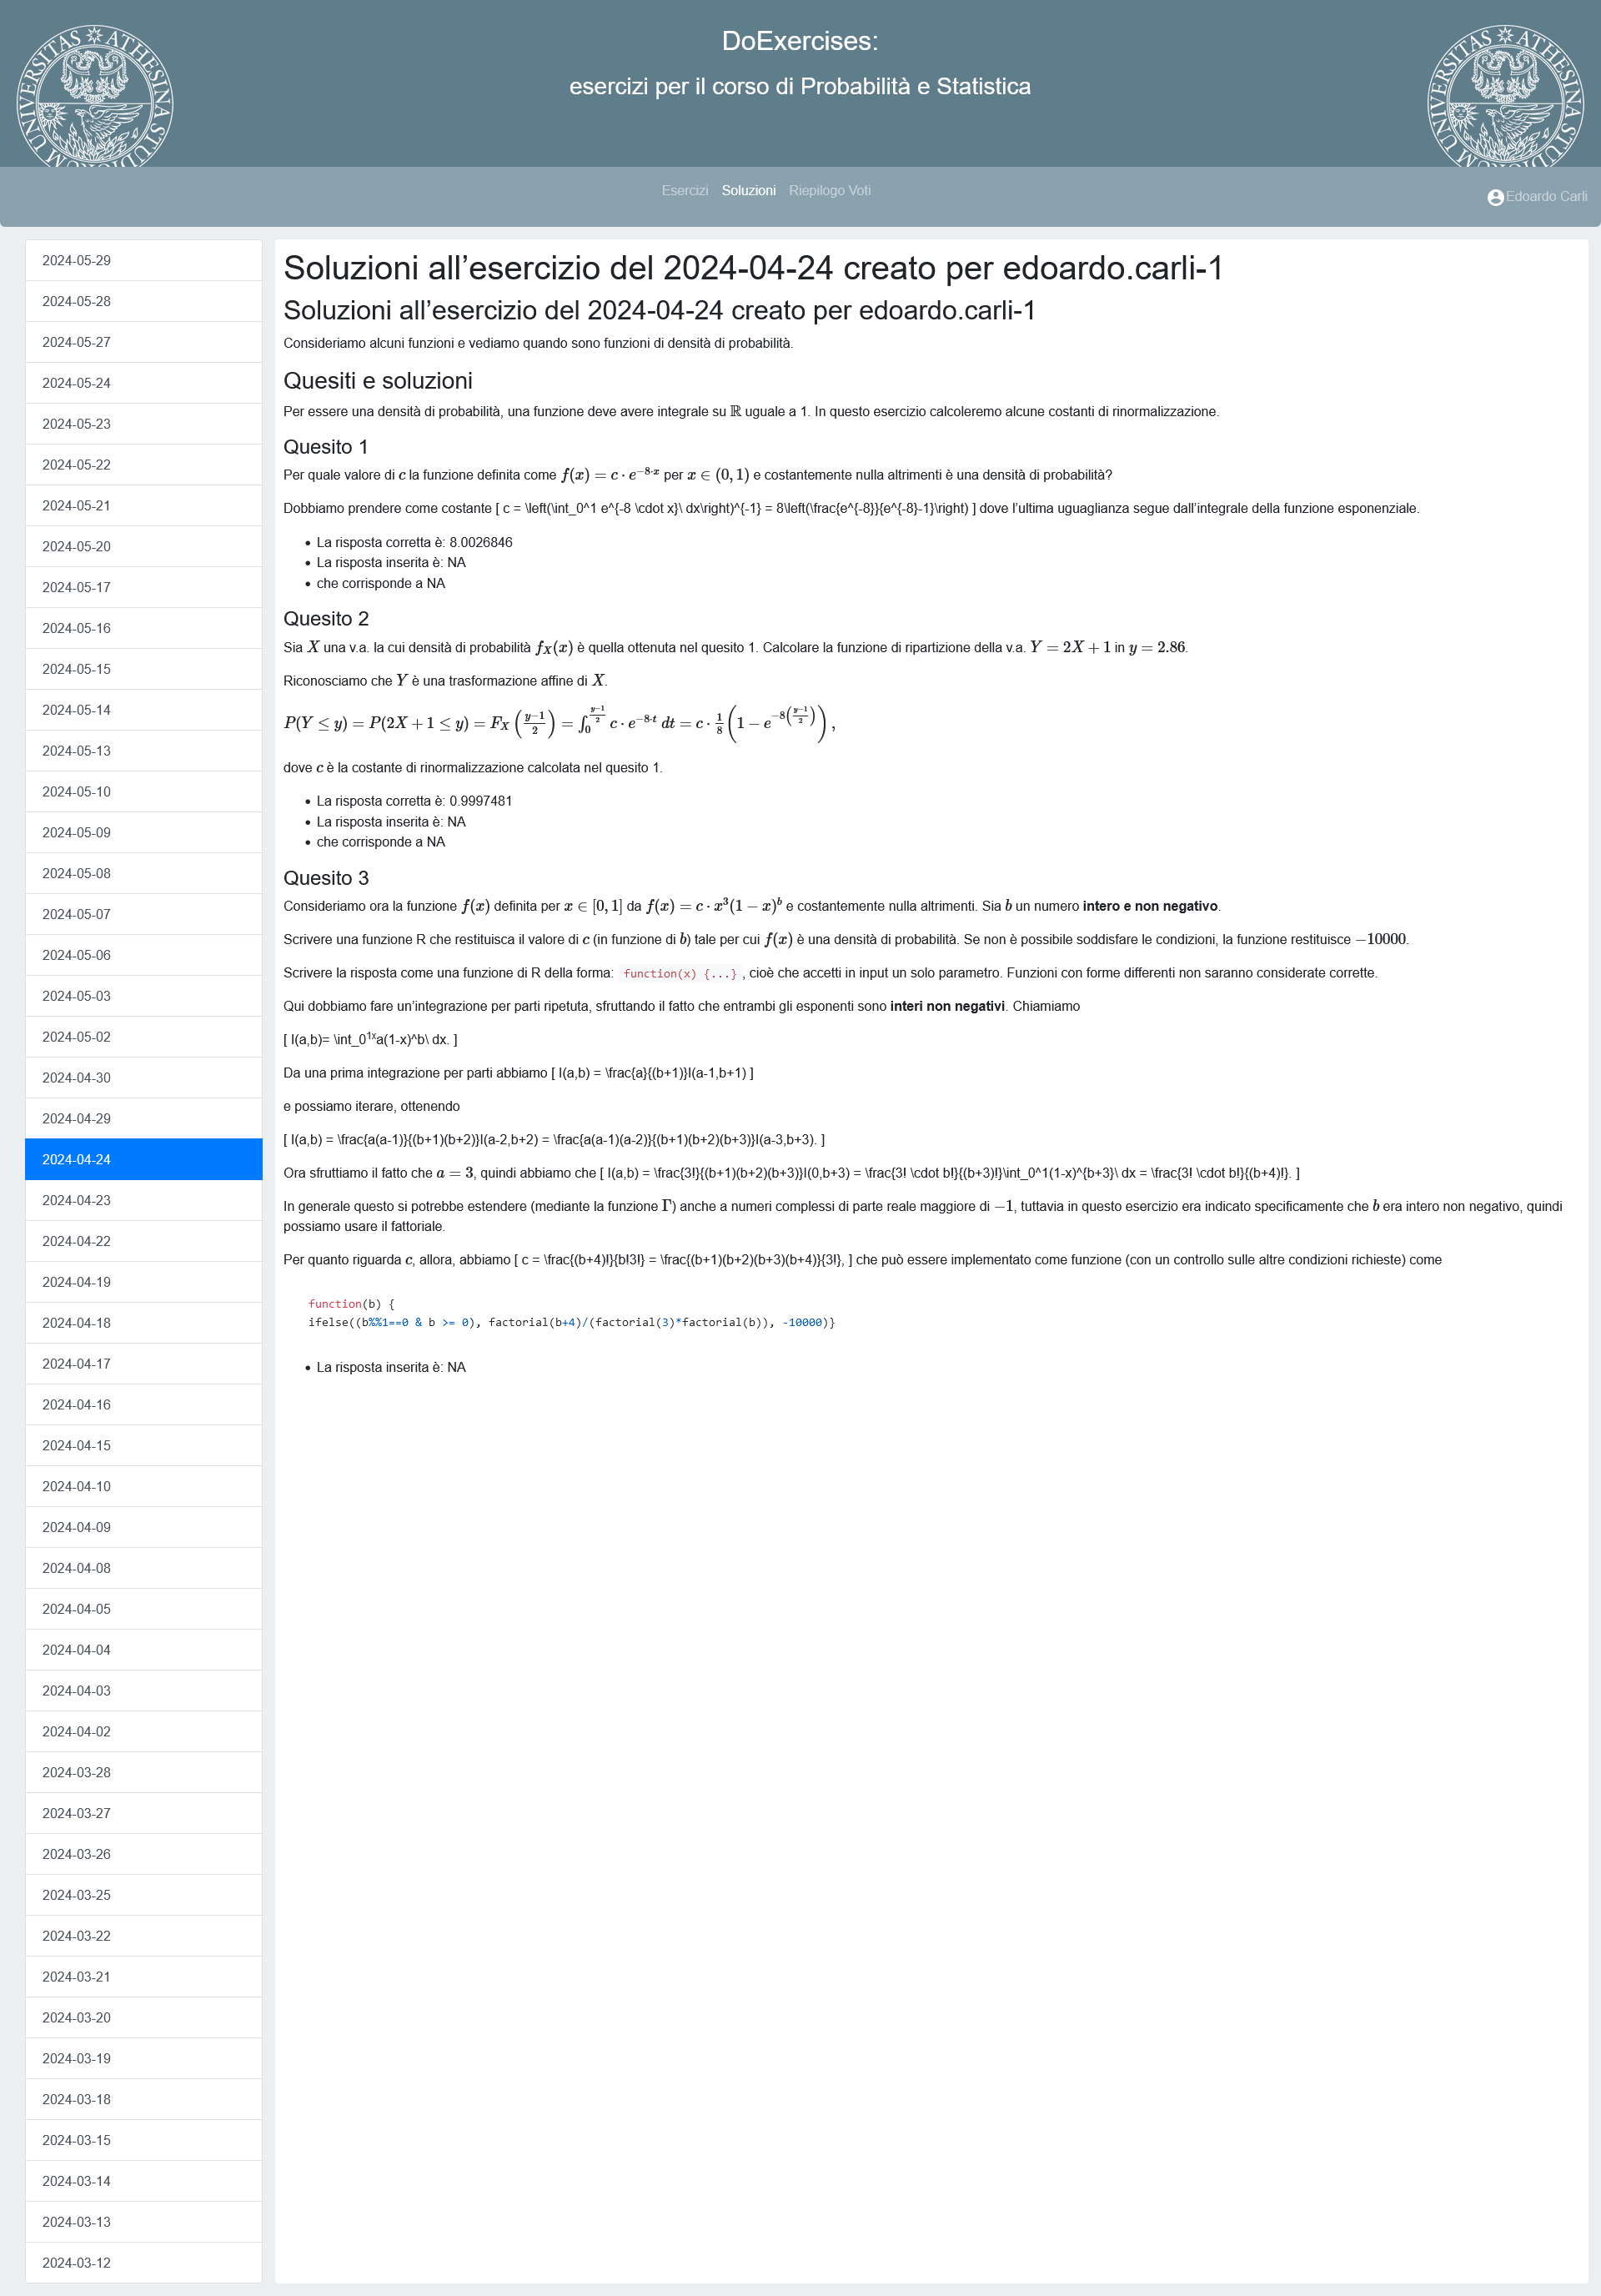 UNIVERSITAS ATHESINA STUDIORUM
DoExercises:
esercizi per il corso di Probabilità e Statistica
UNIVERSITAS ATHESINA STUDIORUM
Esercizi Soluzioni Riepilogo Voti
Edoardo Carli
2024-05-29
2024-05-28
2024-05-27
2024-05-24
2024-05-23
2024-05-22
2024-05-21
2024-05-20
2024-05-17
2024-05-16
2024-05-15
2024-05-14
2024-05-13
2024-05-10
2024-05-09
2024-05-08
2024-05-07
2024-05-06
2024-05-03
2024-05-02
2024-04-30
2024-04-29
2024-04-24
2024-04-23
2024-04-22
2024-04-19
2024-04-18
2024-04-17
2024-04-16
2024-04-15
2024-04-10
2024-04-09
2024-04-08
2024-04-05
2024-04-04
2024-04-03
2024-04-02
2024-03-28
2024-03-27
2024-03-26
2024-03-25
2024-03-22
2024-03-21
2024-03-20
2024-03-19
2024-03-18
2024-03-15
2024-03-14
2024-03-13
2024-03-12
Soluzioni all'esercizio del 2024-04-24 creato per edoardo.carli-1
Soluzioni all'esercizio del 2024-04-24 creato per edoardo.carli-1
Consideriamo alcuni funzioni e vediamo quando sono funzioni di densità di probabilità.
Quesiti e soluzioni
Per essere una densità di probabilità, una funzione deve avere integrale su ℝ uguale a 1. In questo esercizio calcoleremo alcune costanti di rinormalizzazione.
Quesito 1
Per quale valore di c la funzione definita come f(x) = c · e^{−8·x} per x ∈ (0, 1) e costantemente nulla altrimenti è una densità di probabilità?
Dobbiamo prendere come costante [ c = \left(\int_0^1 e^{-8 \cdot x}\ dx\right)^{-1} = 8\left(\frac{e^{-8}}{e^{-8}-1}\right) ] dove l'ultima uguaglianza segue dall'integrale della funzione esponenziale.
• La risposta corretta è: 8.0026846
• La risposta inserita è: NA
• che corrisponde a NA
Quesito 2
Sia X una v.a. la cui densità di probabilità f_X(x) è quella ottenuta nel quesito 1. Calcolare la funzione di ripartizione della v.a. Y = 2X + 1 in y = 2.86.
Riconosciamo che Y è una trasformazione affine di X.
P(Y ≤ y) = P(2X + 1 ≤ y) = F_X((y−1)/2) = ∫_0^{(y−1)/2} c · e^{−8·t} dt = c · 1/8 (1 − e^{−8((y−1)/2)}),
dove c è la costante di rinormalizzazione calcolata nel quesito 1.
• La risposta corretta è: 0.9997481
• La risposta inserita è: NA
• che corrisponde a NA
Quesito 3
Consideriamo ora la funzione f(x) definita per x ∈ [0, 1] da f(x) = c · x³(1 − x)^b e costantemente nulla altrimenti. Sia b un numero intero e non negativo.
Scrivere una funzione R che restituisca il valore di c (in funzione di b) tale per cui f(x) è una densità di probabilità. Se non è possibile soddisfare le condizioni, la funzione restituisce −10000.
Scrivere la risposta come una funzione di R della forma: function(x) {...}, cioè che accetti in input un solo parametro. Funzioni con forme differenti non saranno considerate corrette.
Qui dobbiamo fare un'integrazione per parti ripetuta, sfruttando il fatto che entrambi gli esponenti sono interi non negativi. Chiamiamo
[ I(a,b)= \int_0^{1x}a(1-x)^b\ dx. ]
Da una prima integrazione per parti abbiamo [ I(a,b) = \frac{a}{(b+1)}I(a-1,b+1) ]
e possiamo iterare, ottenendo
[ I(a,b) = \frac{a(a-1)}{(b+1)(b+2)}I(a-2,b+2) = \frac{a(a-1)(a-2)}{(b+1)(b+2)(b+3)}I(a-3,b+3). ]
Ora sfruttiamo il fatto che a = 3, quindi abbiamo che [ I(a,b) = \frac{3!}{(b+1)(b+2)(b+3)}I(0,b+3) = \frac{3! \cdot b!}{(b+3)!}\int_0^1(1-x)^{b+3}\ dx = \frac{3! \cdot b!}{(b+4)!}. ]
In generale questo si potrebbe estendere (mediante la funzione Γ) anche a numeri complessi di parte reale maggiore di −1, tuttavia in questo esercizio era indicato specificamente che b era intero non negativo, quindi
possiamo usare il fattoriale.
Per quanto riguarda c, allora, abbiamo [ c = \frac{(b+4)!}{b!3!} = \frac{(b+1)(b+2)(b+3)(b+4)}{3!}, ] che può essere implementato come funzione (con un controllo sulle altre condizioni richieste) come
function(b) {
ifelse((b%%1==0 & b >= 0), factorial(b+4)/(factorial(3)*factorial(b)), -10000)}
• La risposta inserita è: NA